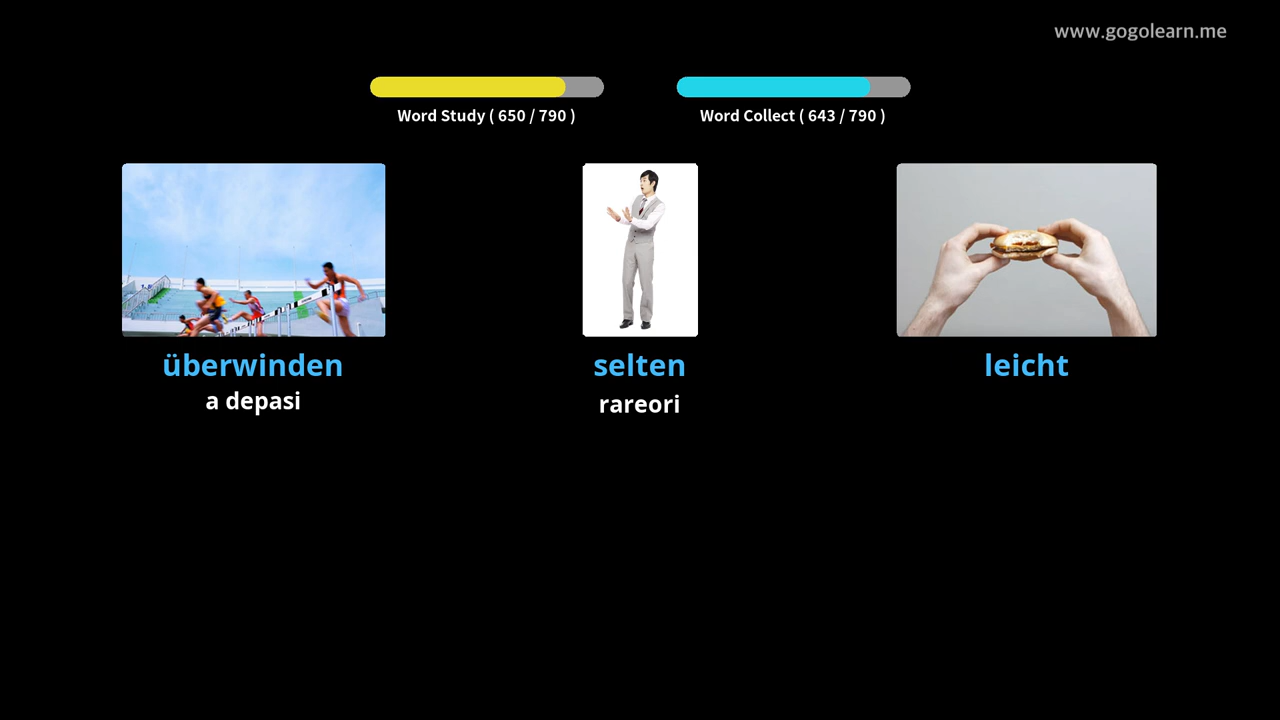 www.gogolearn.me
Word Study ( 650 / 790 )
Word Collect ( 643 / 790 )
überwinden
a depasi
selten
rareori
leicht